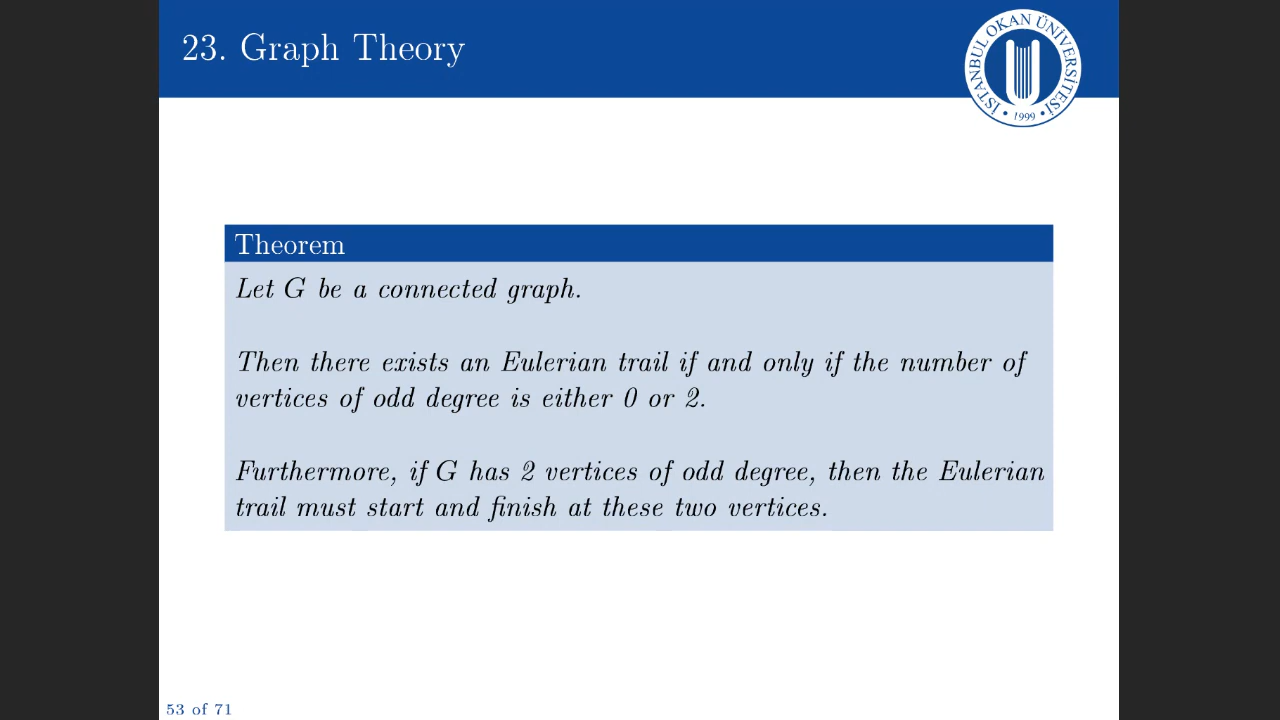 23. Graph Theory
İSTANBUL OKAN ÜNİVERSİTESİ
• 1999 •
Theorem
Let G be a connected graph.
Then there exists an Eulerian trail if and only if the number of
vertices of odd degree is either 0 or 2.
Furthermore, if G has 2 vertices of odd degree, then the Eulerian
trail must start and finish at these two vertices.
53 of 71